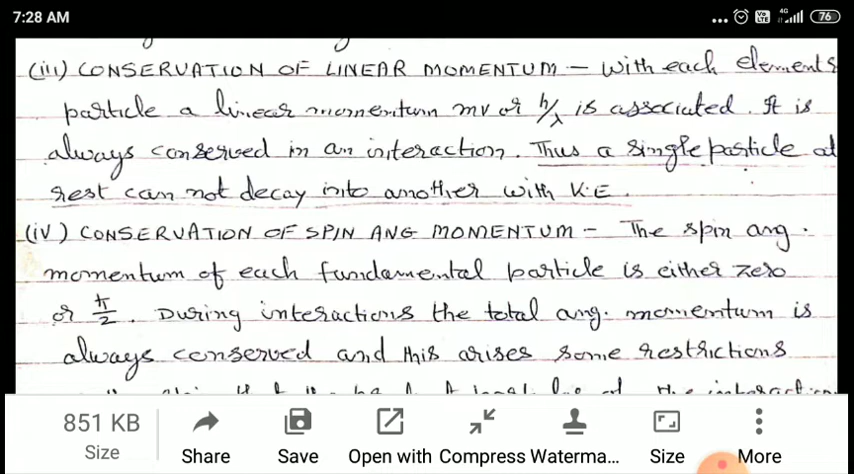 7:28 AM
... 4G 76
(iii) CONSERVATION OF LINEAR MOMENTUM – With each elements
particle a linear momentum mv or h/λ is associated. It is
always conserved in an interaction. Thus a single particle at
rest can not decay into another with K.E.
(iv) CONSERVATION OF SPIN ANG MOMENTUM – The spin ang.
momentum of each fundamental particle is either zero
or ħ/2. During interactions the total ang. momentum is
always conserved and this arises some restrictions
851 KB
Size
Share
Save
Open with
Compress
Waterma...
Size
More